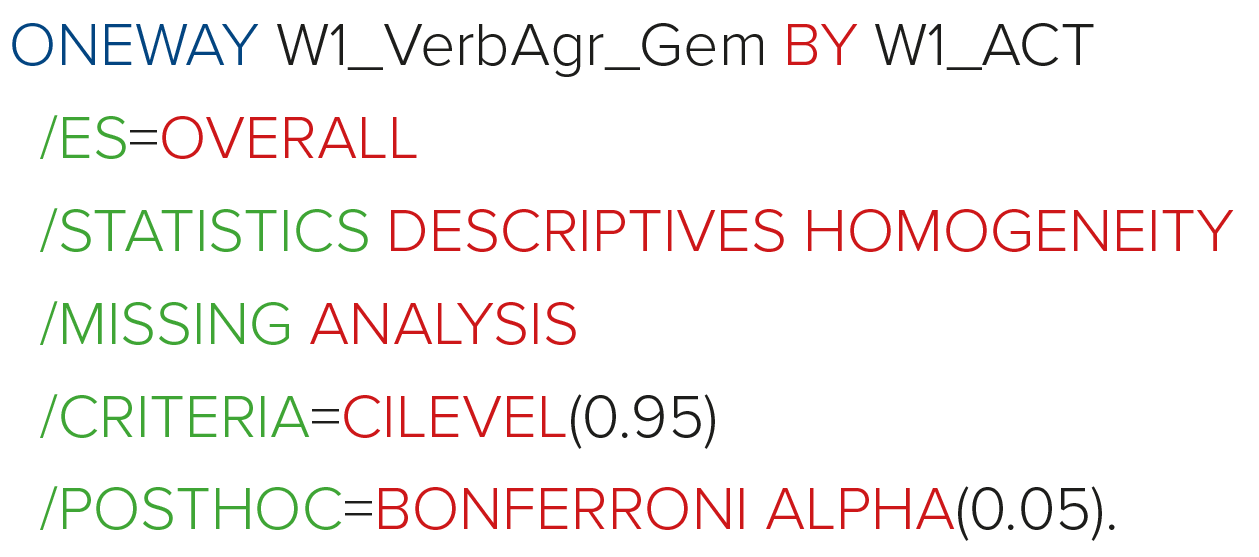 ONEWAY W1_VerbAgr_Gem BY W1_ACT
/ES=OVERALL
/STATISTICS DESCRIPTIVES HOMOGENEITY
/MISSING ANALYSIS
/CRITERIA=CILEVEL(0.95)
/POSTHOC=BONFERRONI ALPHA(0.05).